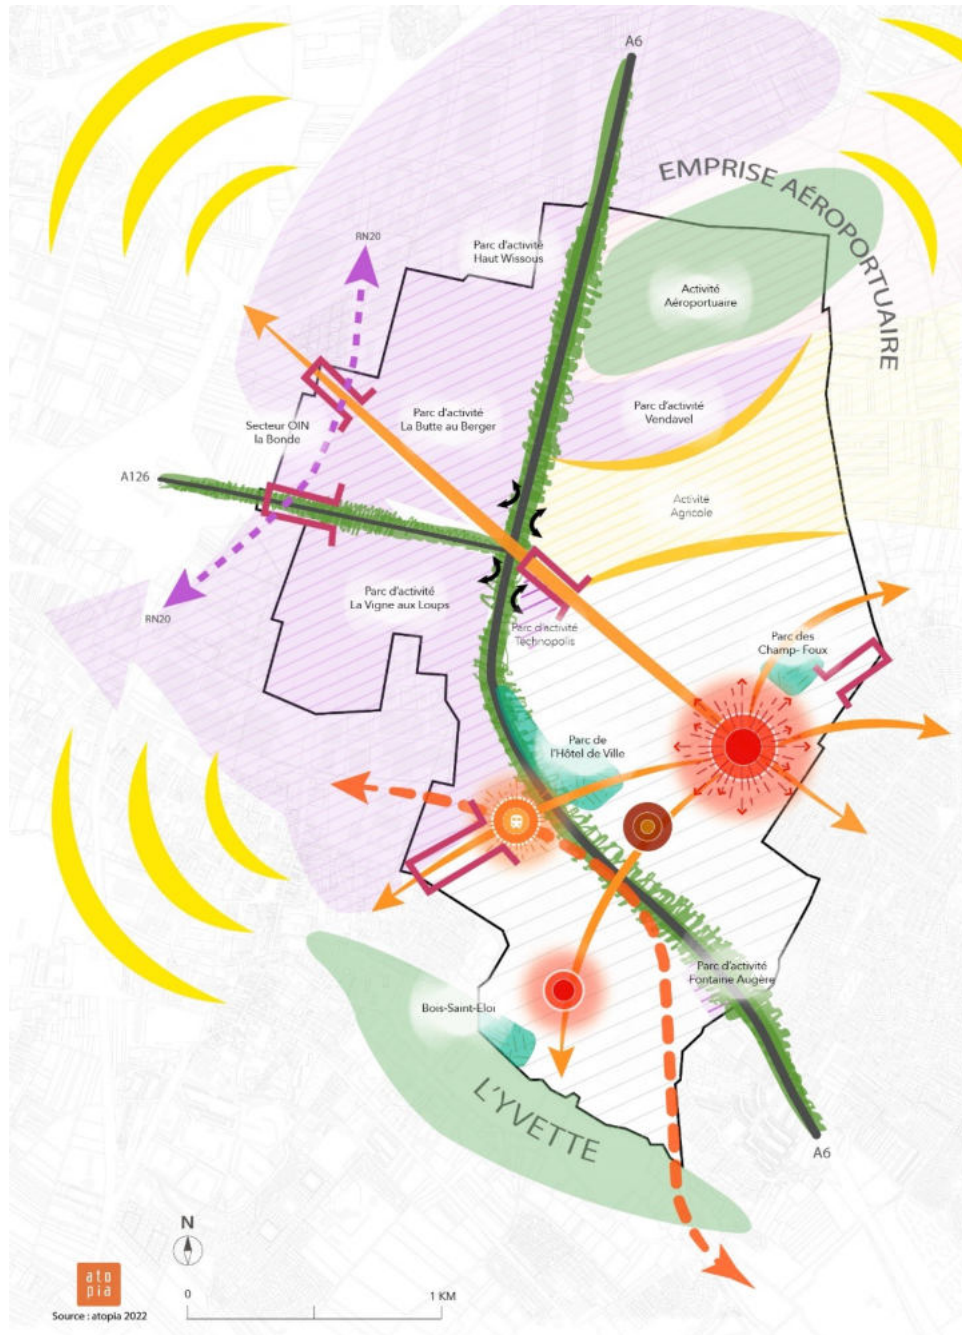 A6
EMPRISE AÉROPORTUAIRE
RN20
Parc d'activité
Haut Wissous
Activité
Aéroportuaire
Parc d'activité
La Butte au Berger
Parc d'activité
Vendavel
Secteur OIN
la Bonde
A126
Activité
Agricole
Parc d'activité
La Vigne aux Loups
RN20
Parc d'activité
Technopolis
Parc des
Champ- Foux
Parc de
l'Hôtel de Ville
Parc d'activité
Fontaine Augère
Bois-Saint-Eloi
L'YVETTE
A6
N
ato
pia
0
1 KM
Source : atopia 2022